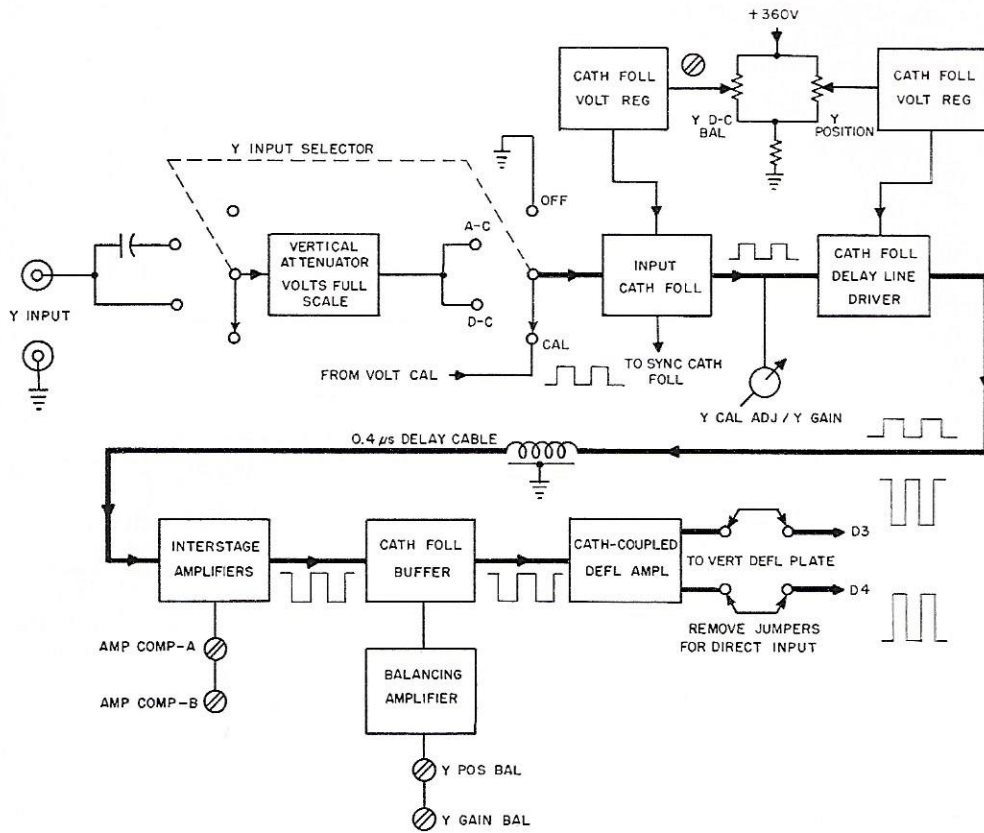 +360V
CATH FOLL
VOLT REG
Y D-C
BAL
Y
POSITION
CATH FOLL
VOLT REG
Y INPUT SELECTOR
OFF
A-C
VERTICAL
ATTENUATOR
VOLTS FULL
SCALE
D-C
INPUT
CATH FOLL
CATH FOLL
DELAY LINE
DRIVER
Y INPUT
CAL
FROM VOLT CAL
TO SYNC CATH
FOLL
Y CAL ADJ/Y GAIN
0.4 μs DELAY CABLE
INTERSTAGE
AMPLIFIERS
CATH FOLL
BUFFER
CATH-COUPLED
DEFL AMPL
D3
TO VERT DEFL PLATE
D4
REMOVE JUMPERS
FOR DIRECT INPUT
AMP COMP-A
AMP COMP-B
BALANCING
AMPLIFIER
Y POS BAL
Y GAIN BAL